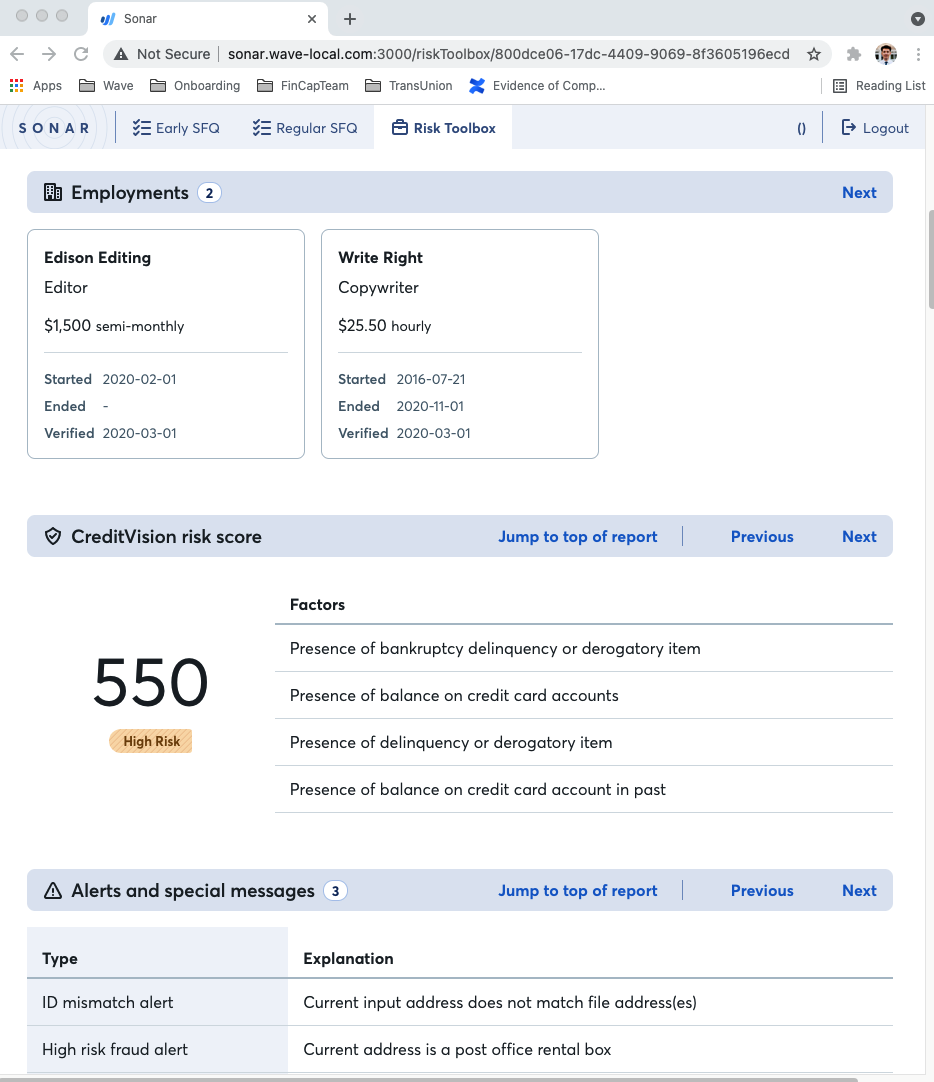 Sonar
Not Secure
sonar.wave-local.com:3000/riskToolbox/800dce06-17dc-4409-9069-8f3605196ecd
Apps Wave Onboarding FinCapTeam TransUnion Evidence of Comp... Reading List
SONAR Early SFQ Regular SFQ Risk Toolbox () Logout
Employments 2 Next
Edison Editing
Editor
$1,500 semi-monthly
Started 2020-02-01
Ended -
Verified 2020-03-01
Write Right
Copywriter
$25.50 hourly
Started 2016-07-21
Ended 2020-11-01
Verified 2020-03-01
CreditVision risk score Jump to top of report Previous Next
550
High Risk
Factors
Presence of bankruptcy delinquency or derogatory item
Presence of balance on credit card accounts
Presence of delinquency or derogatory item
Presence of balance on credit card account in past
Alerts and special messages 3 Jump to top of report Previous Next
Type Explanation
ID mismatch alert Current input address does not match file address(es)
High risk fraud alert Current address is a post office rental box